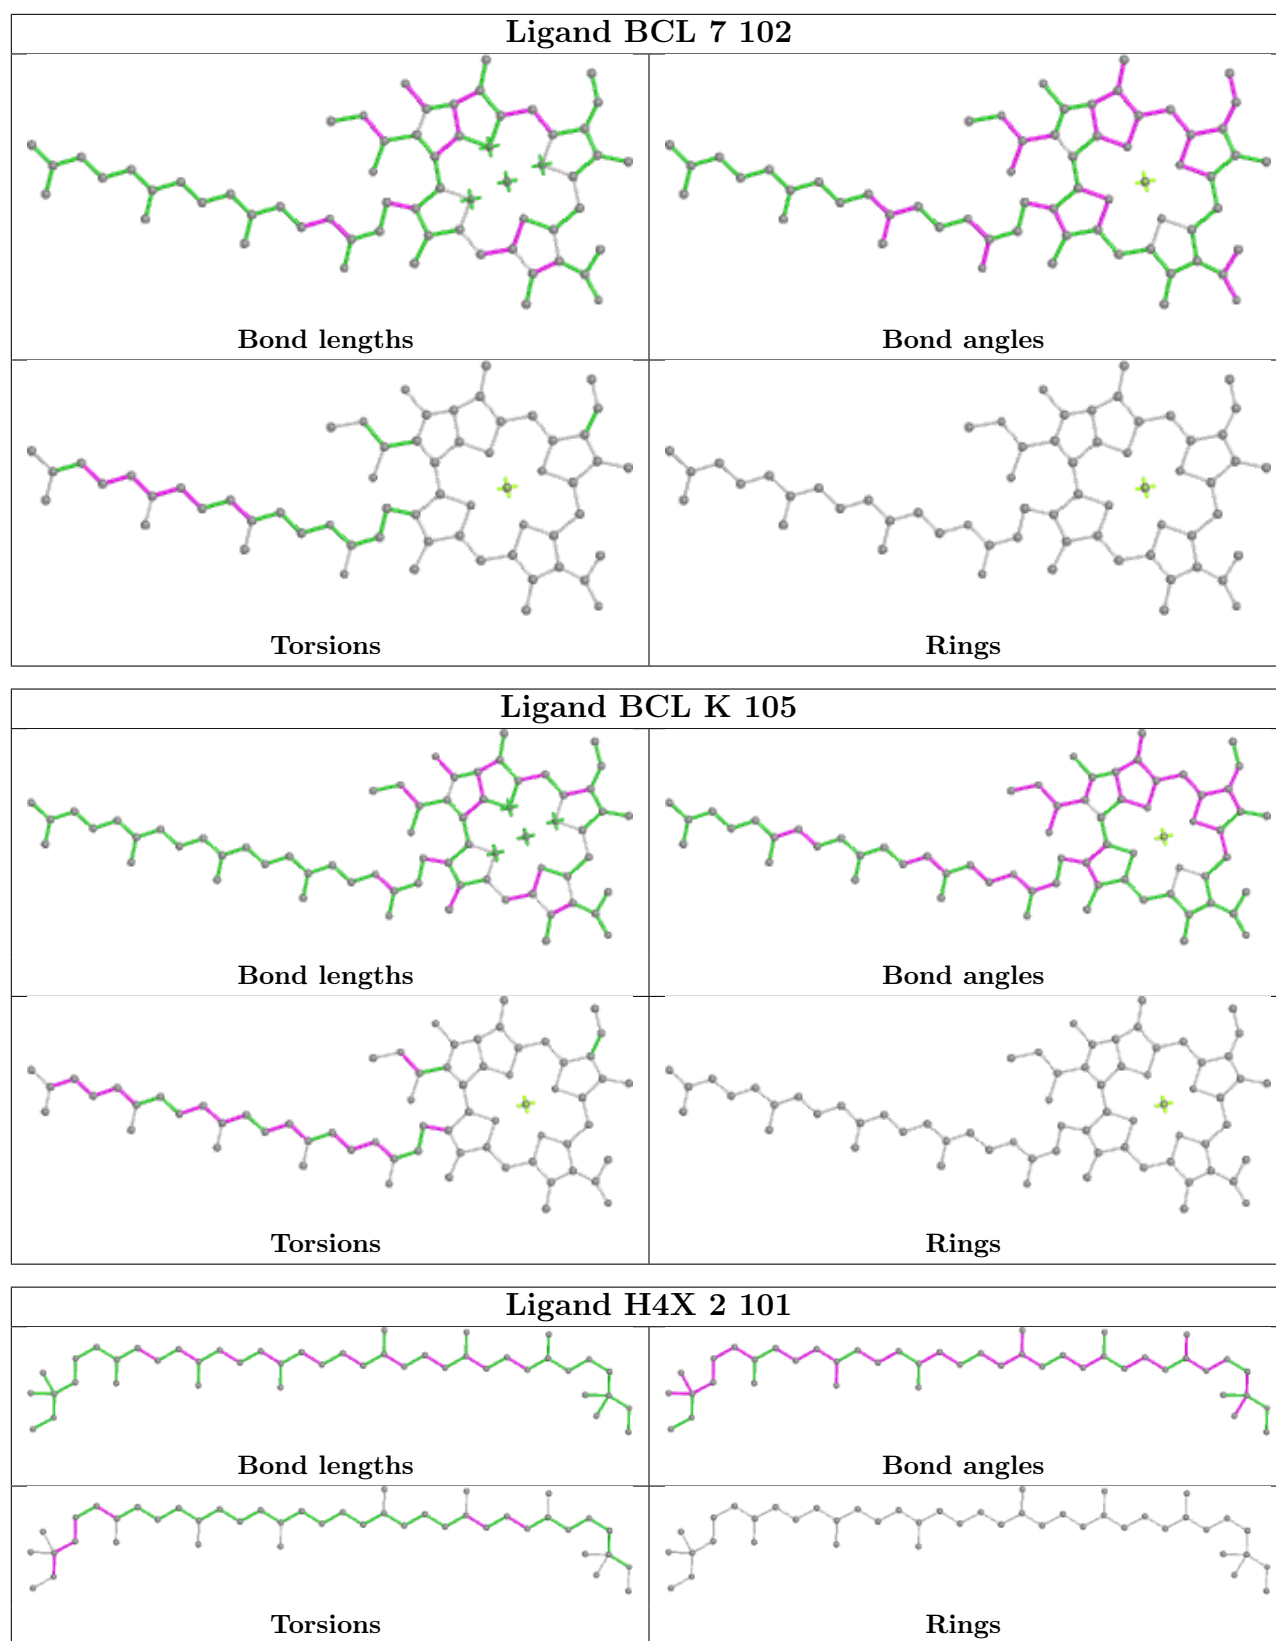 Ligand BCL 7 102
Bond lengths
Bond angles
Torsions
Rings
Ligand BCL K 105
Bond lengths
Bond angles
Torsions
Rings
Ligand H4X 2 101
Bond lengths
Bond angles
Torsions
Rings